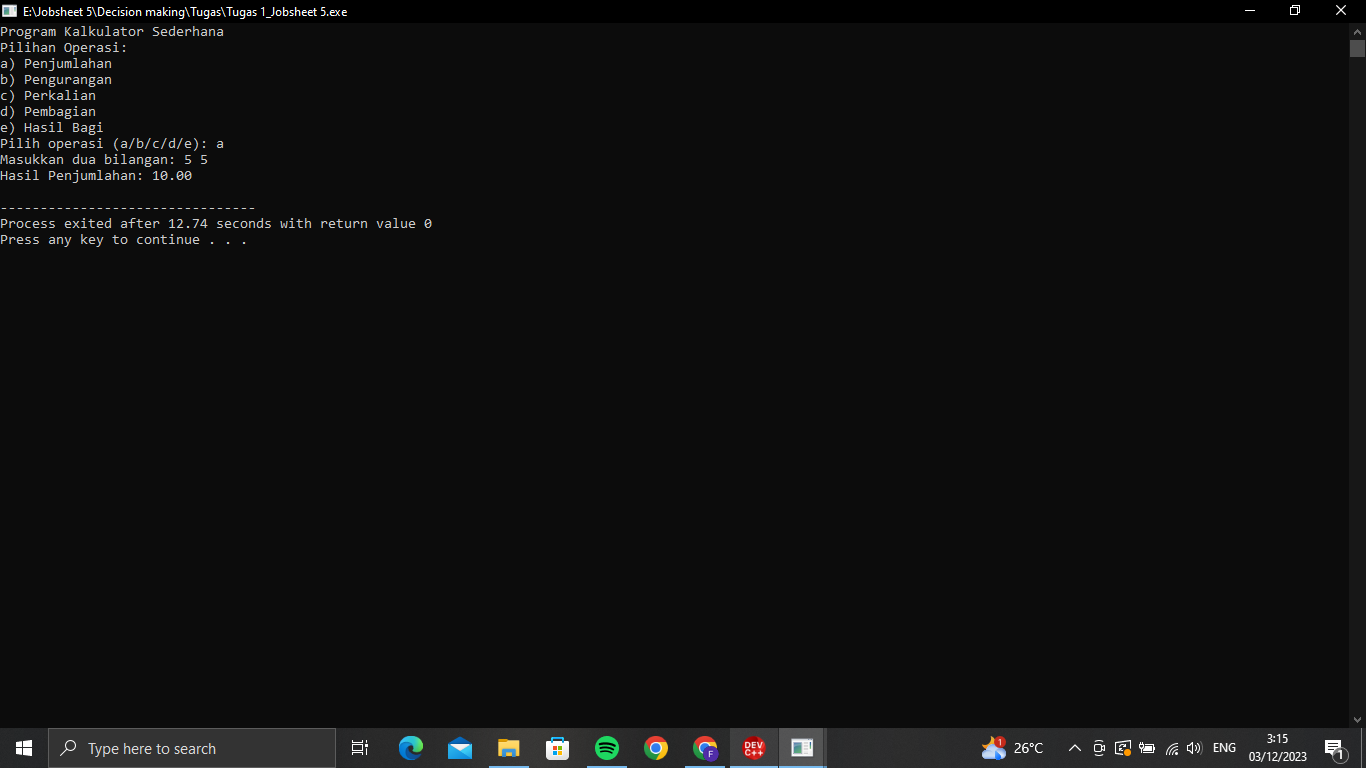 E:\Jobsheet 5\Decision making\Tugas\Tugas 1_Jobsheet 5.exe
Program Kalkulator Sederhana
Pilihan Operasi:
a) Penjumlahan
b) Pengurangan
c) Perkalian
d) Pembagian
e) Hasil Bagi
Pilih operasi (a/b/c/d/e): a
Masukkan dua bilangan: 5 5
Hasil Penjumlahan: 10.00
--------------------------------
Process exited after 12.74 seconds with return value 0
Press any key to continue . . .
Type here to search
F
DEV
C++
1
26°C
ENG
3:15
03/12/2023
1